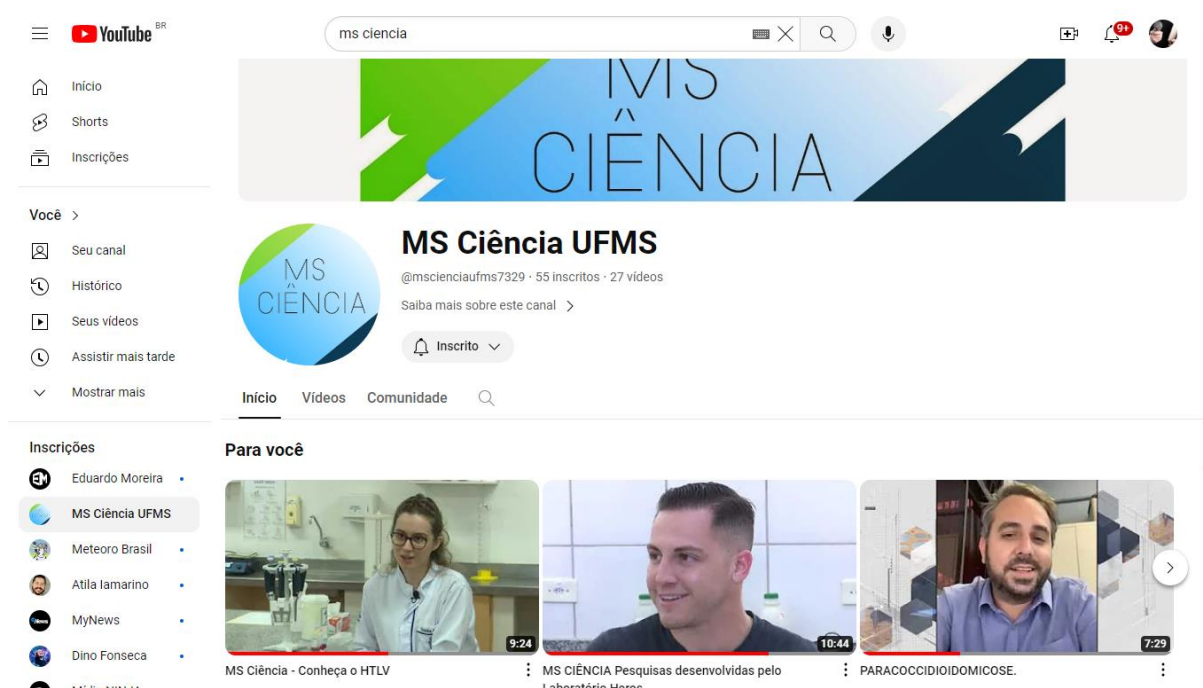 YouTube BR
ms ciencia
9+
Início
Shorts
Inscrições
Você
Seu canal
Histórico
Seus vídeos
Assistir mais tarde
Mostrar mais
Inscrições
Eduardo Moreira
MS Ciência UFMS
Meteoro Brasil
Atila Iamarino
MyNews
Dino Fonseca
MS
CIÊNCIA
MS
CIÊNCIA
MS Ciência UFMS
@mscienciaufms7329 · 55 inscritos · 27 vídeos
Saiba mais sobre este canal
Inscrito
Início Vídeos Comunidade
Para você
9:24
10:44
7:29
MS Ciência - Conheça o HTLV
MS CIÊNCIA Pesquisas desenvolvidas pelo
Laboratório Heros
PARACOCCIDIOIDOMICOSE.